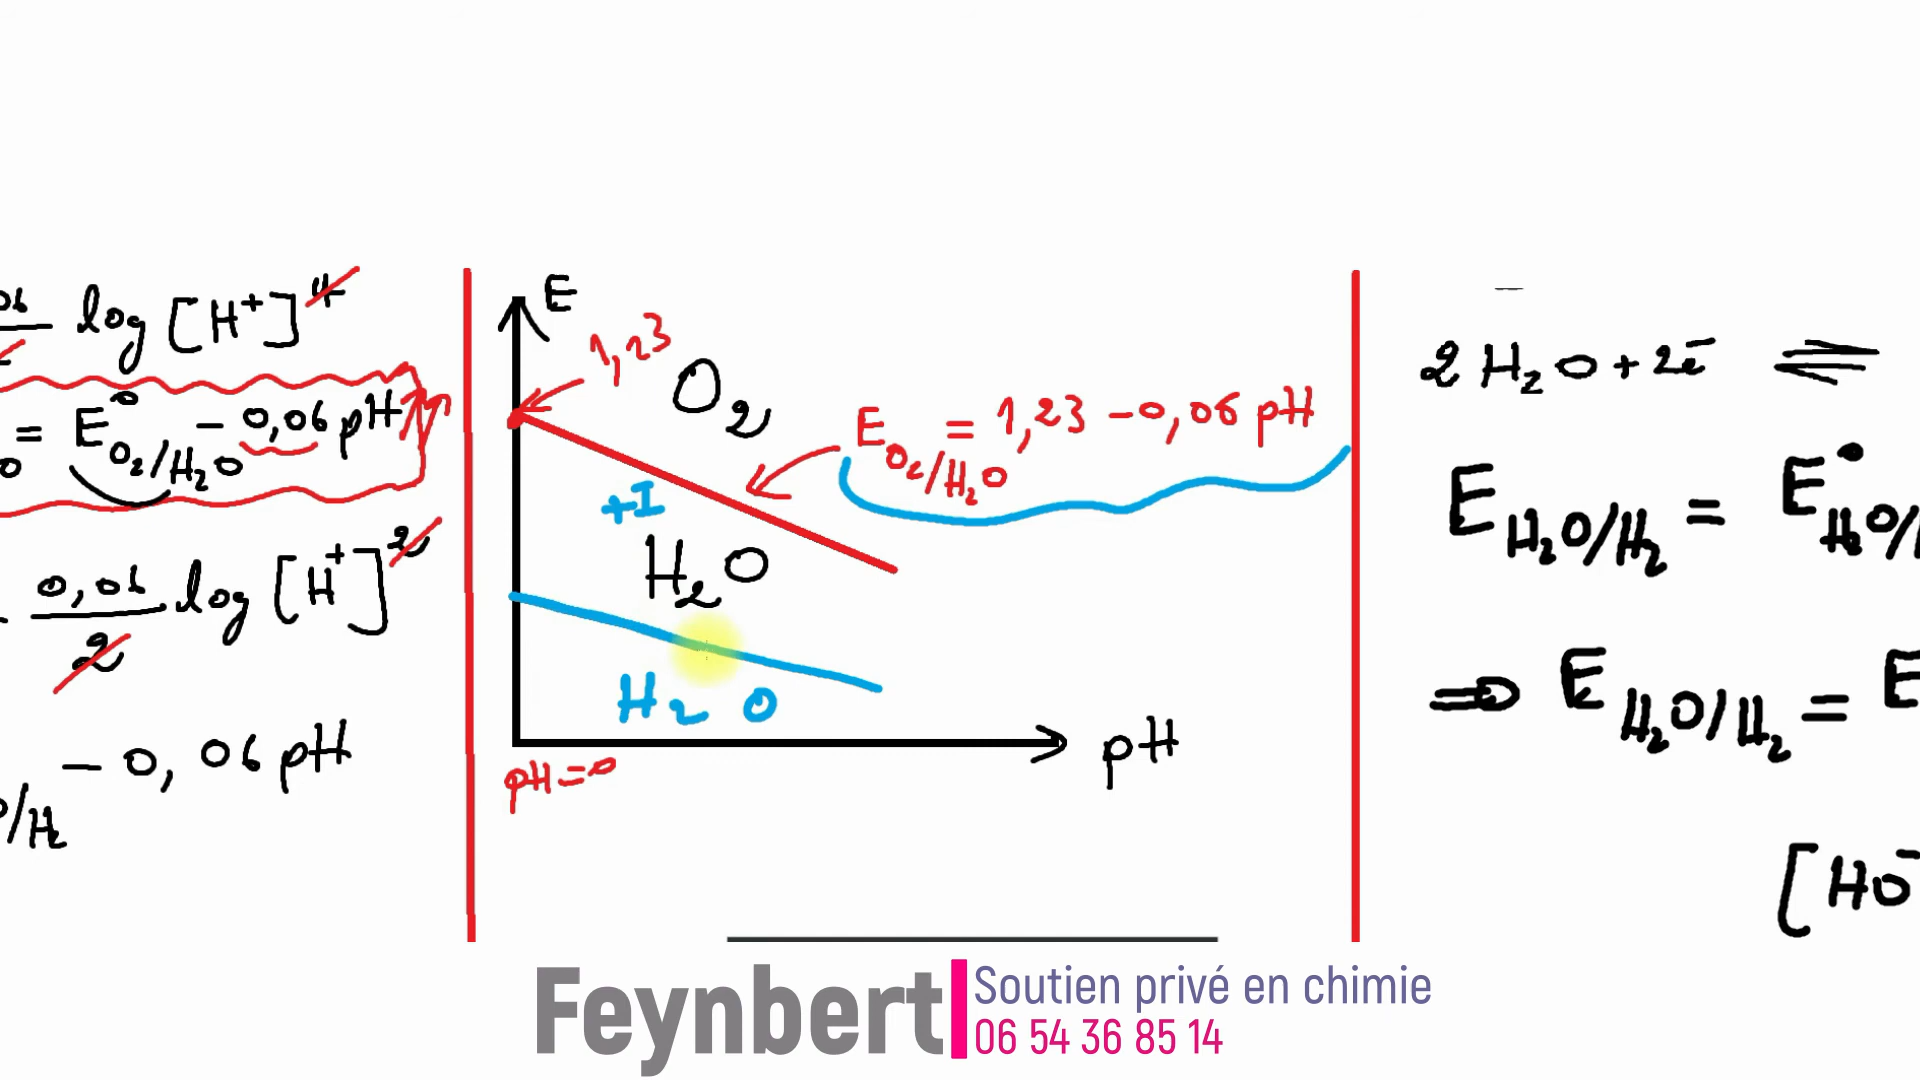 log [H⁺]⁴
= E°O₂/H₂O − 0,06 pH
0,06/2 log [H⁺]²
− 0,06 pH
/H₂
E
1,23
O₂
E O₂/H₂O = 1,23 − 0,06 pH
+I
H₂O
H₂O
pH
pH = 0
2 H₂O + 2e⁻ ⇌
E H₂O/H₂ = E° H₂O/
⇒ E H₂O/H₂ = E
[HO⁻
Feynbert
Soutien privé en chimie
06 54 36 85 14